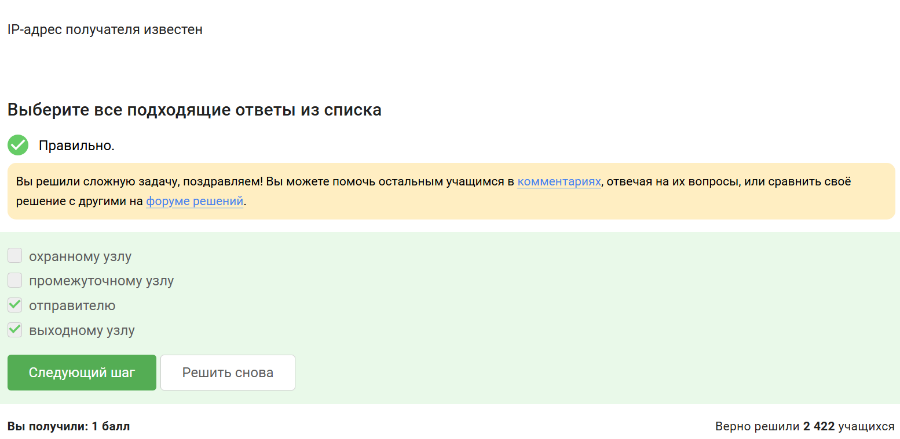 IP-адрес получателя известен
Выберите все подходящие ответы из списка
Правильно.
Вы решили сложную задачу, поздравляем! Вы можете помочь остальным учащимся в комментариях, отвечая на их вопросы, или сравнить своё
решение с другими на форуме решений.
охранному узлу
промежуточному узлу
отправителю
выходному узлу
Следующий шаг Решить снова
Вы получили: 1 балл Верно решили 2 422 учащихся